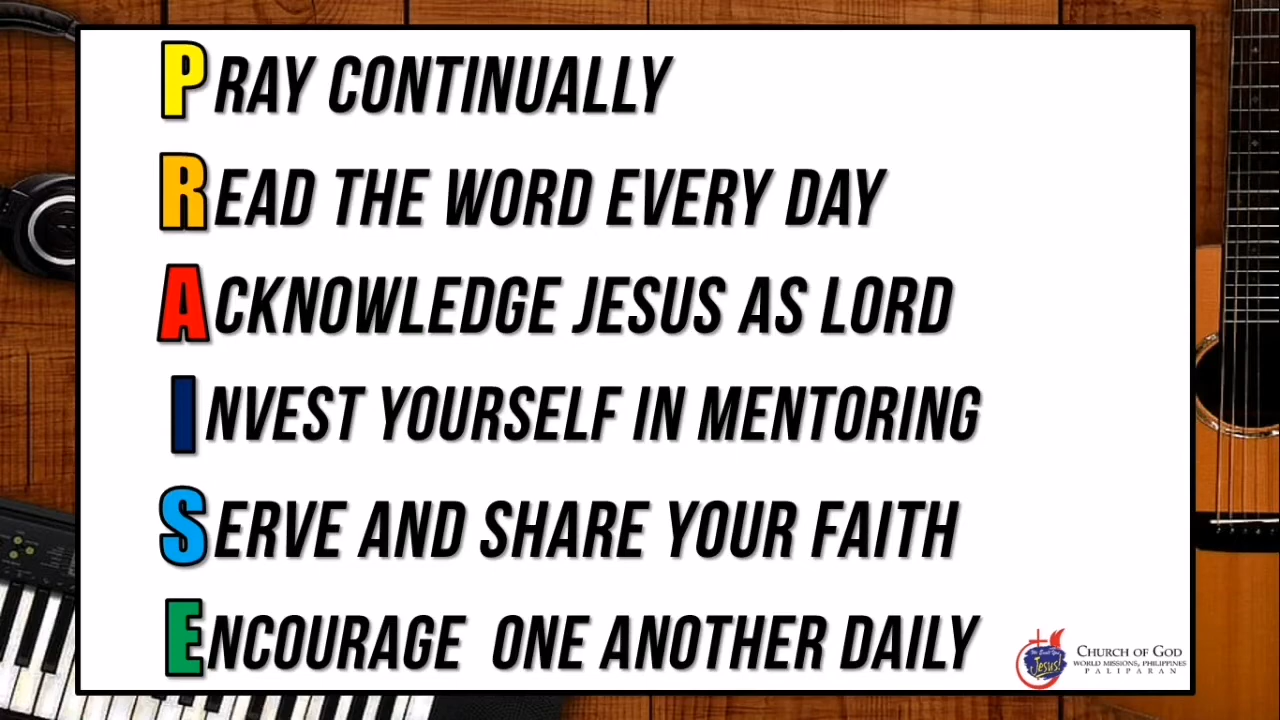 PRAY CONTINUALLY
READ THE WORD EVERY DAY
ACKNOWLEDGE JESUS AS LORD
INVEST YOURSELF IN MENTORING
SERVE AND SHARE YOUR FAITH
ENCOURAGE ONE ANOTHER DAILY
Jesus!
CHURCH OF GOD
WORLD MISSIONS, PHILIPPINES
PALIPARAN